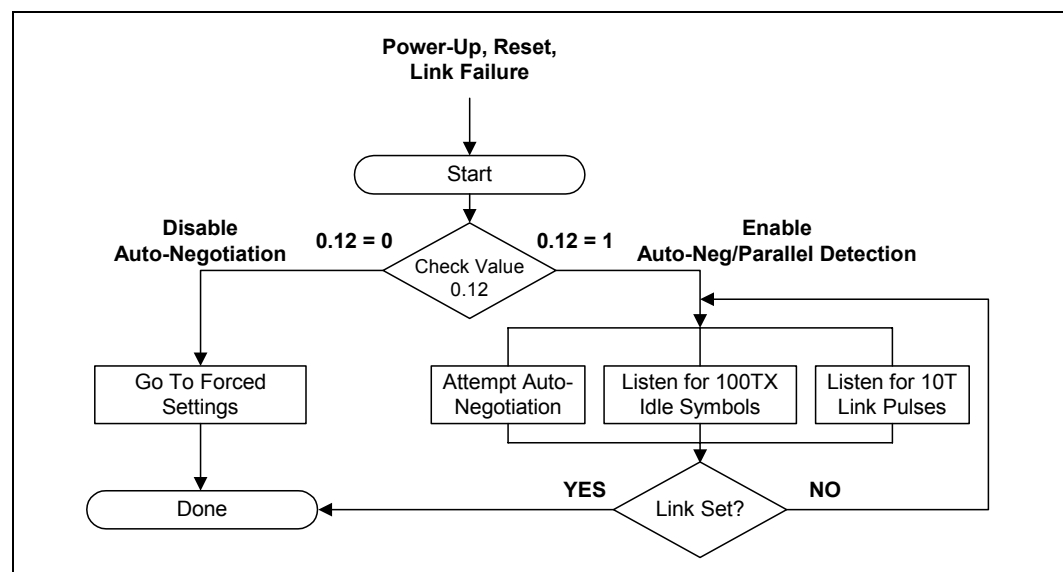 Power-Up, Reset,
Link Failure
Start
Disable
Auto-Negotiation
0.12 = 0
0.12 = 1
Enable
Auto-Neg/Parallel Detection
Check Value
0.12
Go To Forced
Settings
Attempt Auto-
Negotiation
Listen for 100TX
Idle Symbols
Listen for 10T
Link Pulses
Done
YES
Link Set?
NO